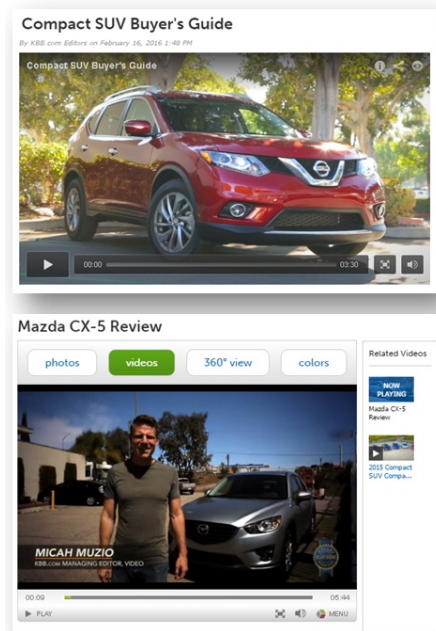 Compact SUV Buyer's Guide
By KBB.com Editors on February 16, 2016 1:48 PM
Compact SUV Buyer's Guide
00:00
03:30
Mazda CX-5 Review
photos
videos
360° view
colors
Related Videos
NOW
PLAYING
Mazda CX-5
Review
2015 Compact
SUV Compa...
MICAH MUZIO
KBB.COM MANAGING EDITOR, VIDEO
00:09
05:44
PLAY
MENU